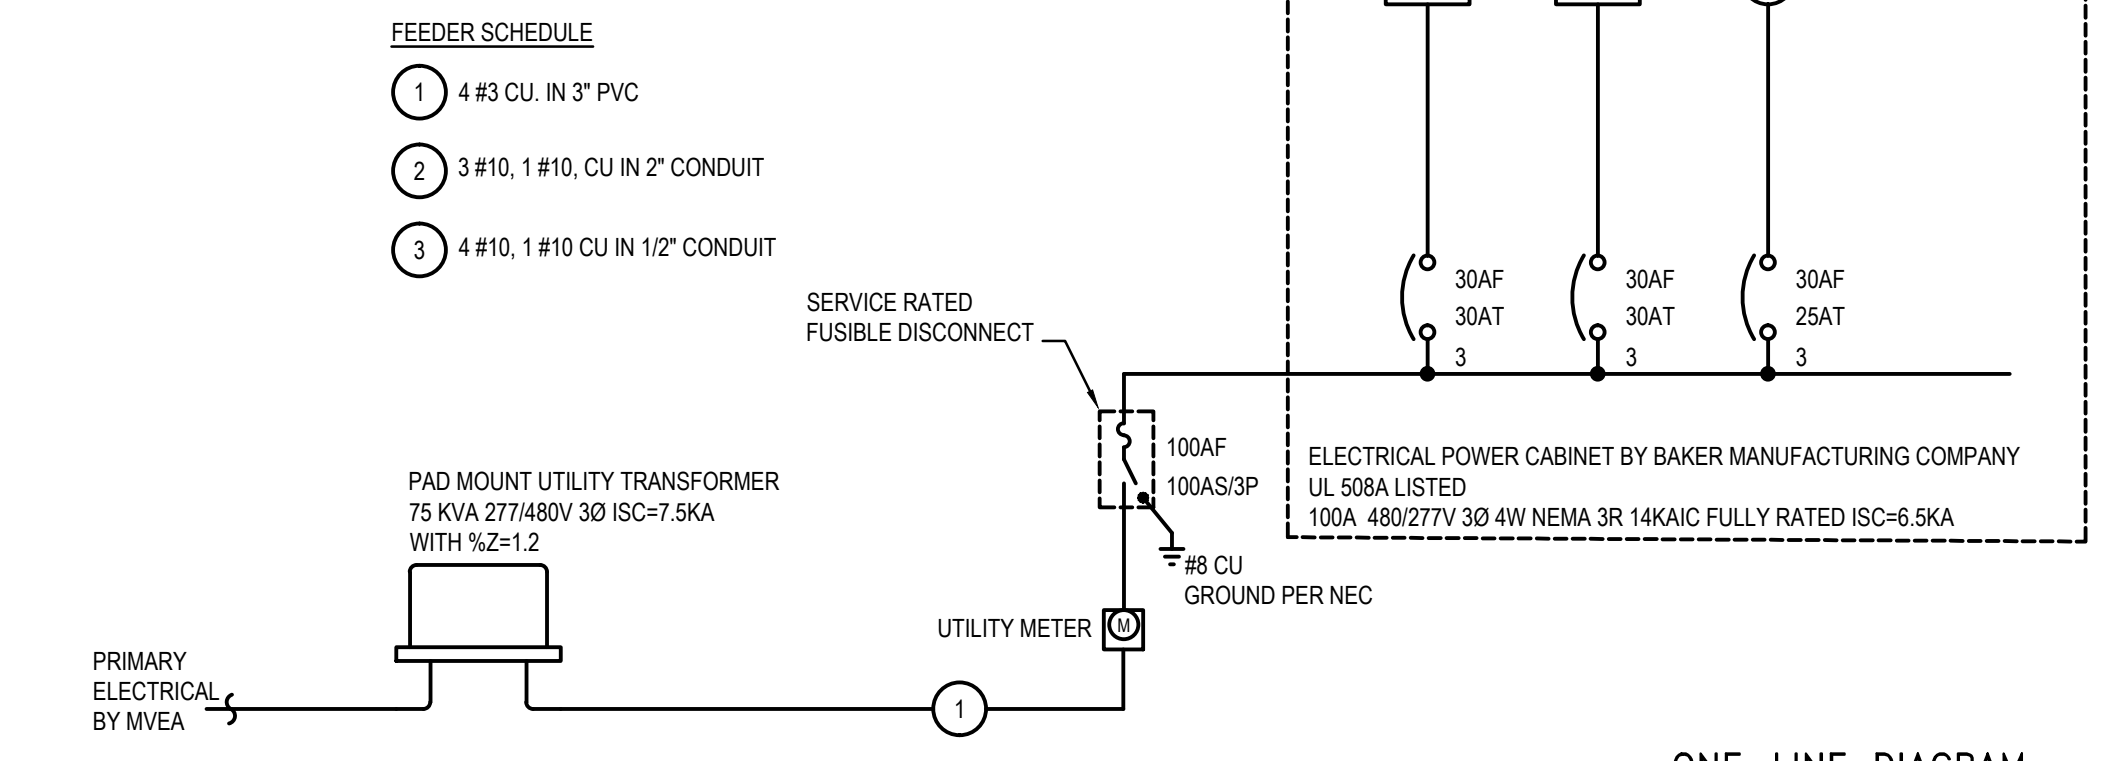 FEEDER SCHEDULE
1 4 #3 CU. IN 3" PVC
2 3 #10, 1 #10, CU IN 2" CONDUIT
3 4 #10, 1 #10 CU IN 1/2" CONDUIT
SERVICE RATED
FUSIBLE DISCONNECT
30AF
30AT
3
30AF
30AT
3
30AF
25AT
3
100AF
100AS/3P
ELECTRICAL POWER CABINET BY BAKER MANUFACTURING COMPANY
UL 508A LISTED
100A 480/277V 3Ø 4W NEMA 3R 14KAIC FULLY RATED ISC=6.5KA
PAD MOUNT UTILITY TRANSFORMER
75 KVA 277/480V 3Ø ISC=7.5KA
WITH %Z=1.2
#8 CU
GROUND PER NEC
UTILITY METER
M
PRIMARY
ELECTRICAL
BY MVEA
1
ONE LINE DIAGRAM